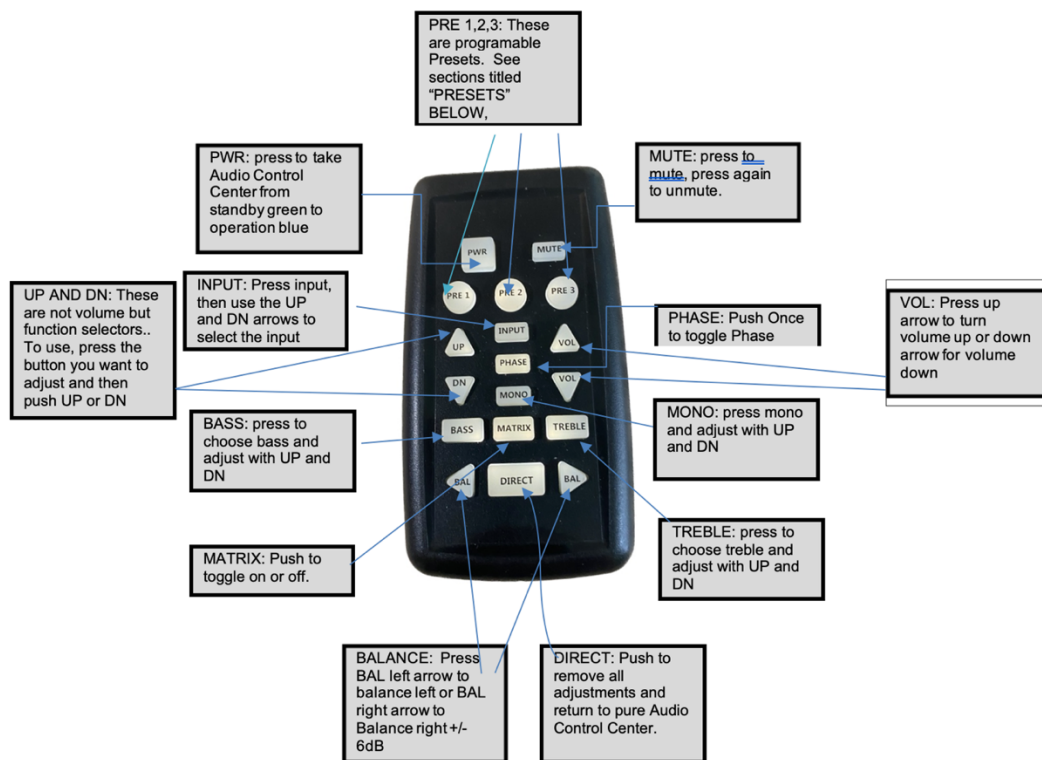 PRE 1,2,3: These
are programable
Presets.  See
sections titled
“PRESETS”
BELOW,
PWR: press to take
Audio Control
Center from
standby green to
operation blue
MUTE: press to
mute, press again
to unmute.
UP AND DN: These
are not volume but
function selectors..
To use, press the
button you want to
adjust and then
push UP or DN
INPUT: Press input,
then use the UP
and DN arrows to
select the input
PHASE: Push Once
to toggle Phase
VOL: Press up
arrow to turn
volume up or down
arrow for volume
down
BASS: press to
choose bass and
adjust with UP and
DN
MONO: press mono
and adjust with UP
and DN
MATRIX: Push to
toggle on or off.
TREBLE: press to
choose treble and
adjust with UP and
DN
BALANCE:  Press
BAL left arrow to
balance left or BAL
right arrow to
Balance right +/-
6dB
DIRECT: Push to
remove all
adjustments and
return to pure Audio
Control Center.
PWR
MUTE
PRE 1
PRE 2
PRE 3
UP
INPUT
VOL
PHASE
DN
MONO
VOL
BASS
MATRIX
TREBLE
BAL
DIRECT
BAL